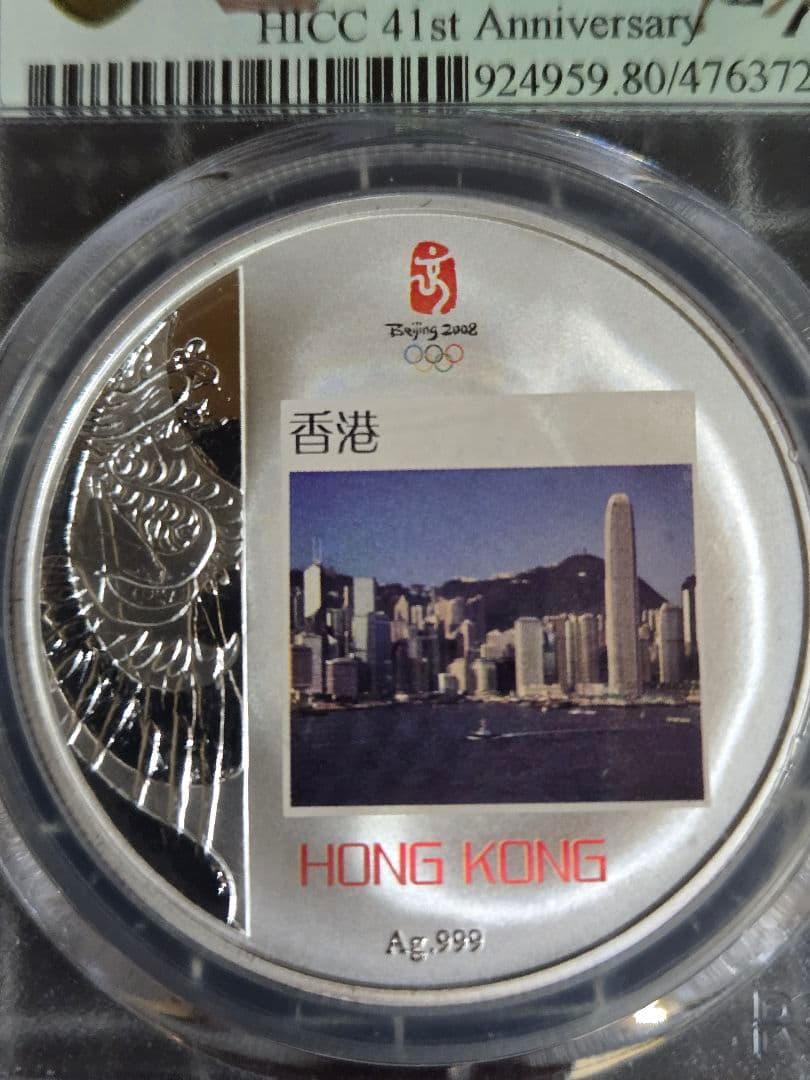 HICC 41st Anniversary
924959.80/476372
Beijing 2008
香港
HONG KONG
Ag.999